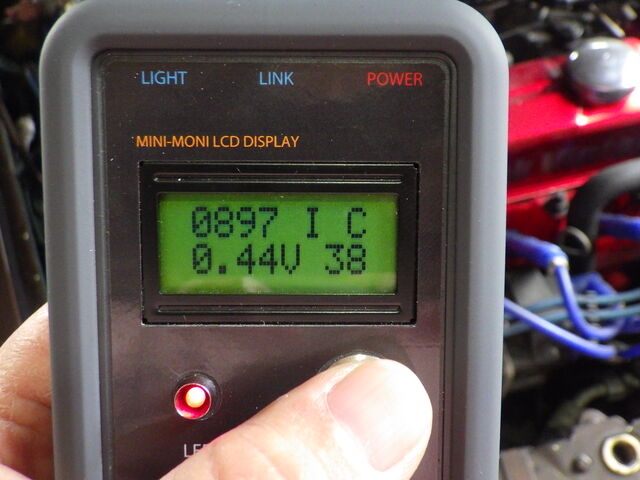 LIGHT LINK POWER
MINI-MONI LCD DISPLAY
0897 I C
0.44V 38